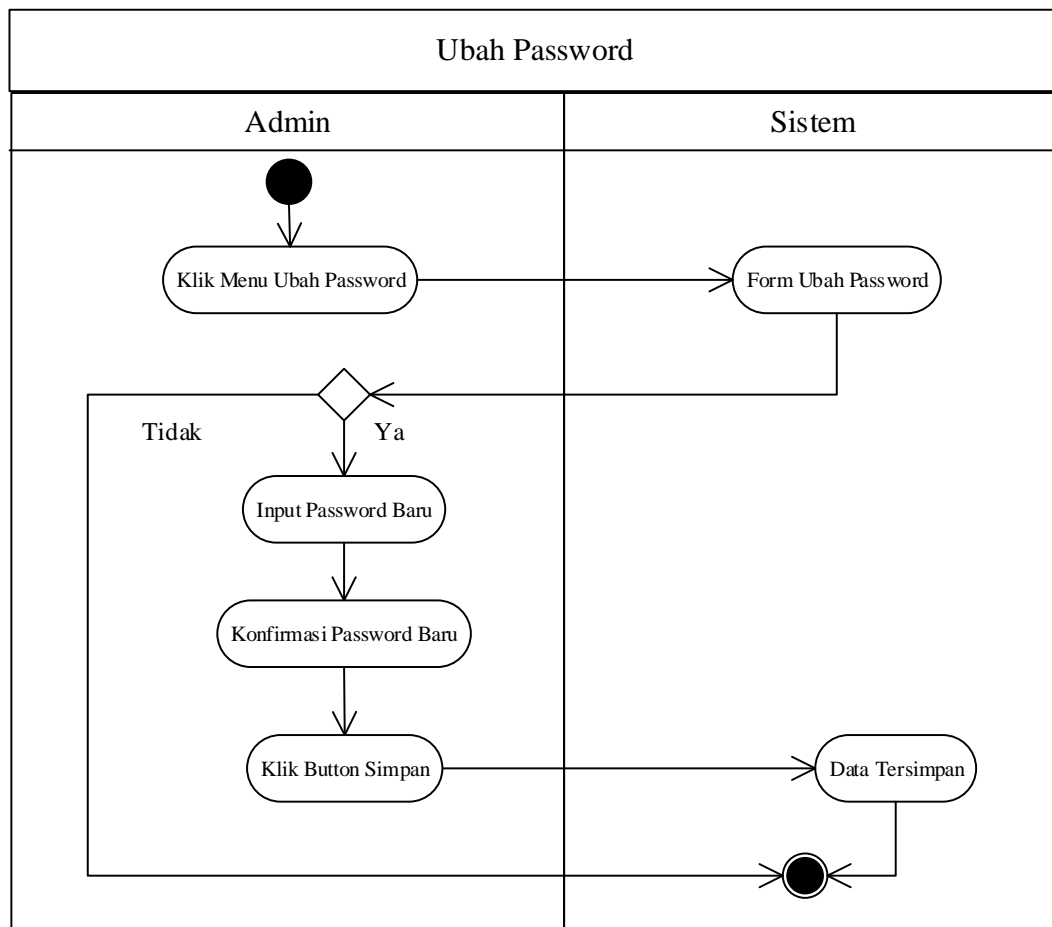 Ubah Password
Admin
Sistem
Klik Menu Ubah Password
Form Ubah Password
Tidak
Ya
Input Password Baru
Konfirmasi Password Baru
Klik Button Simpan
Data Tersimpan